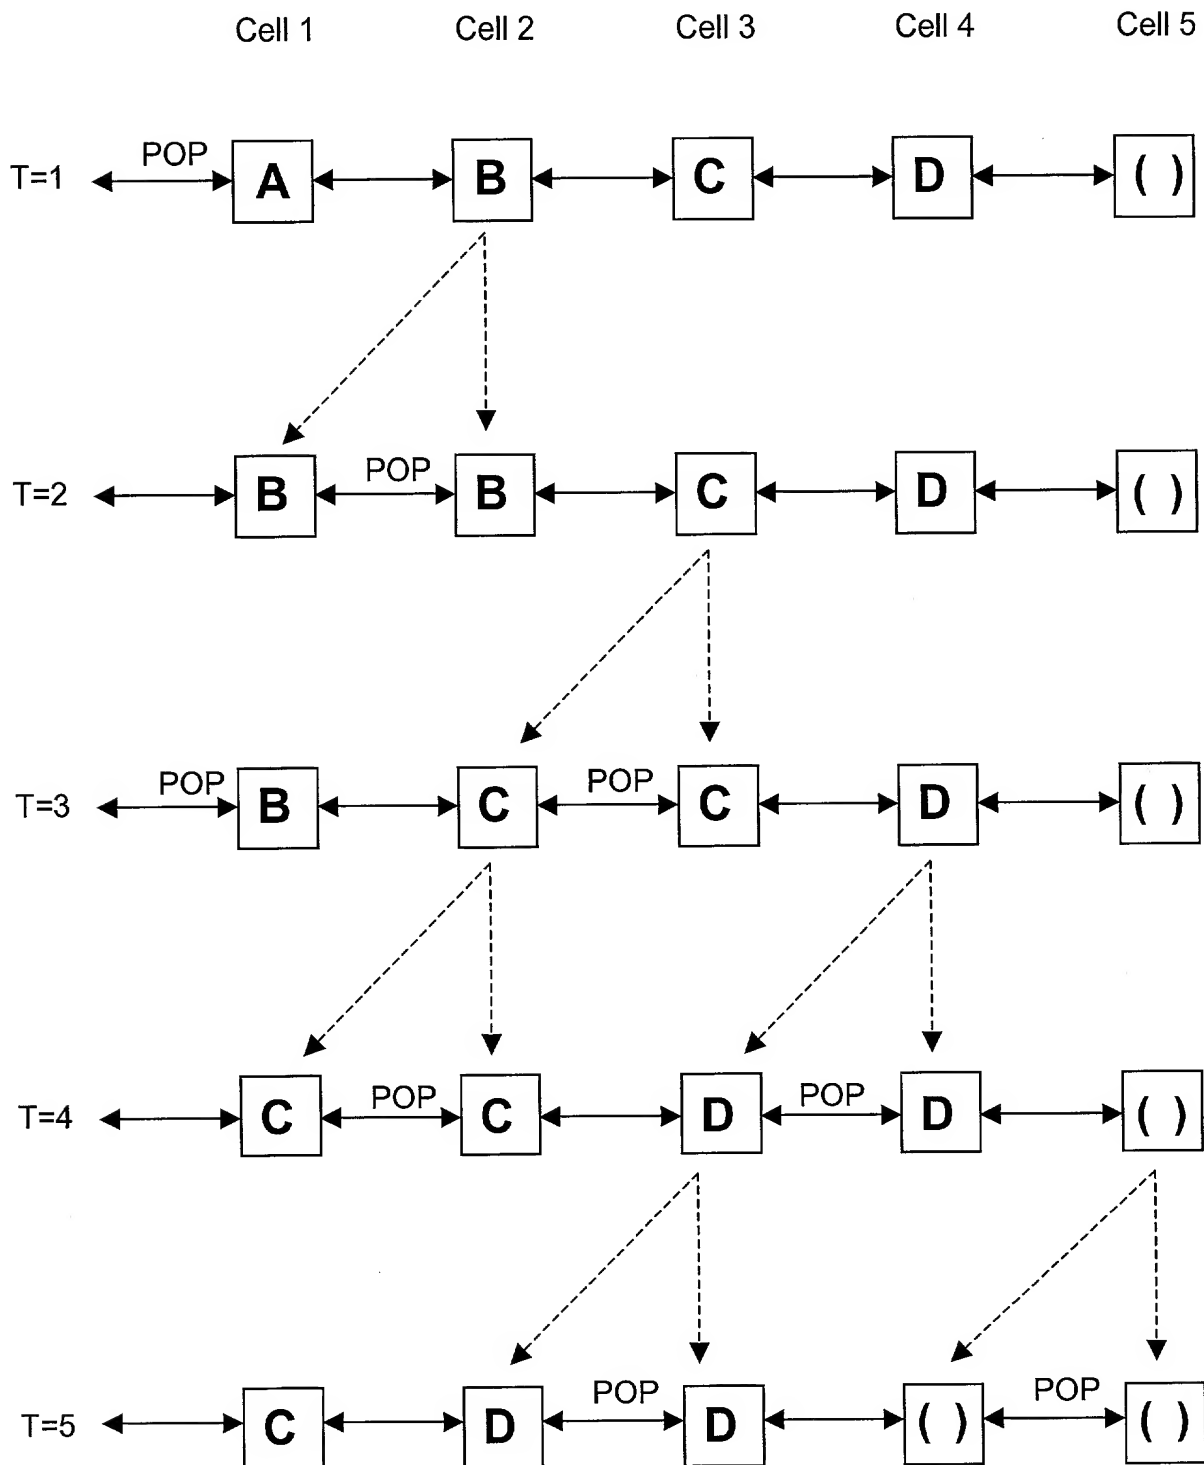 Cell 1 Cell 2 Cell 3 Cell 4 Cell 5
POP
T=1 A B C D ( )
POP
T=2 B B C D ( )
POP POP
T=3 B C C D ( )
POP POP
T=4 C C D D ( )
POP POP
T=5 C D D ( ) ( )